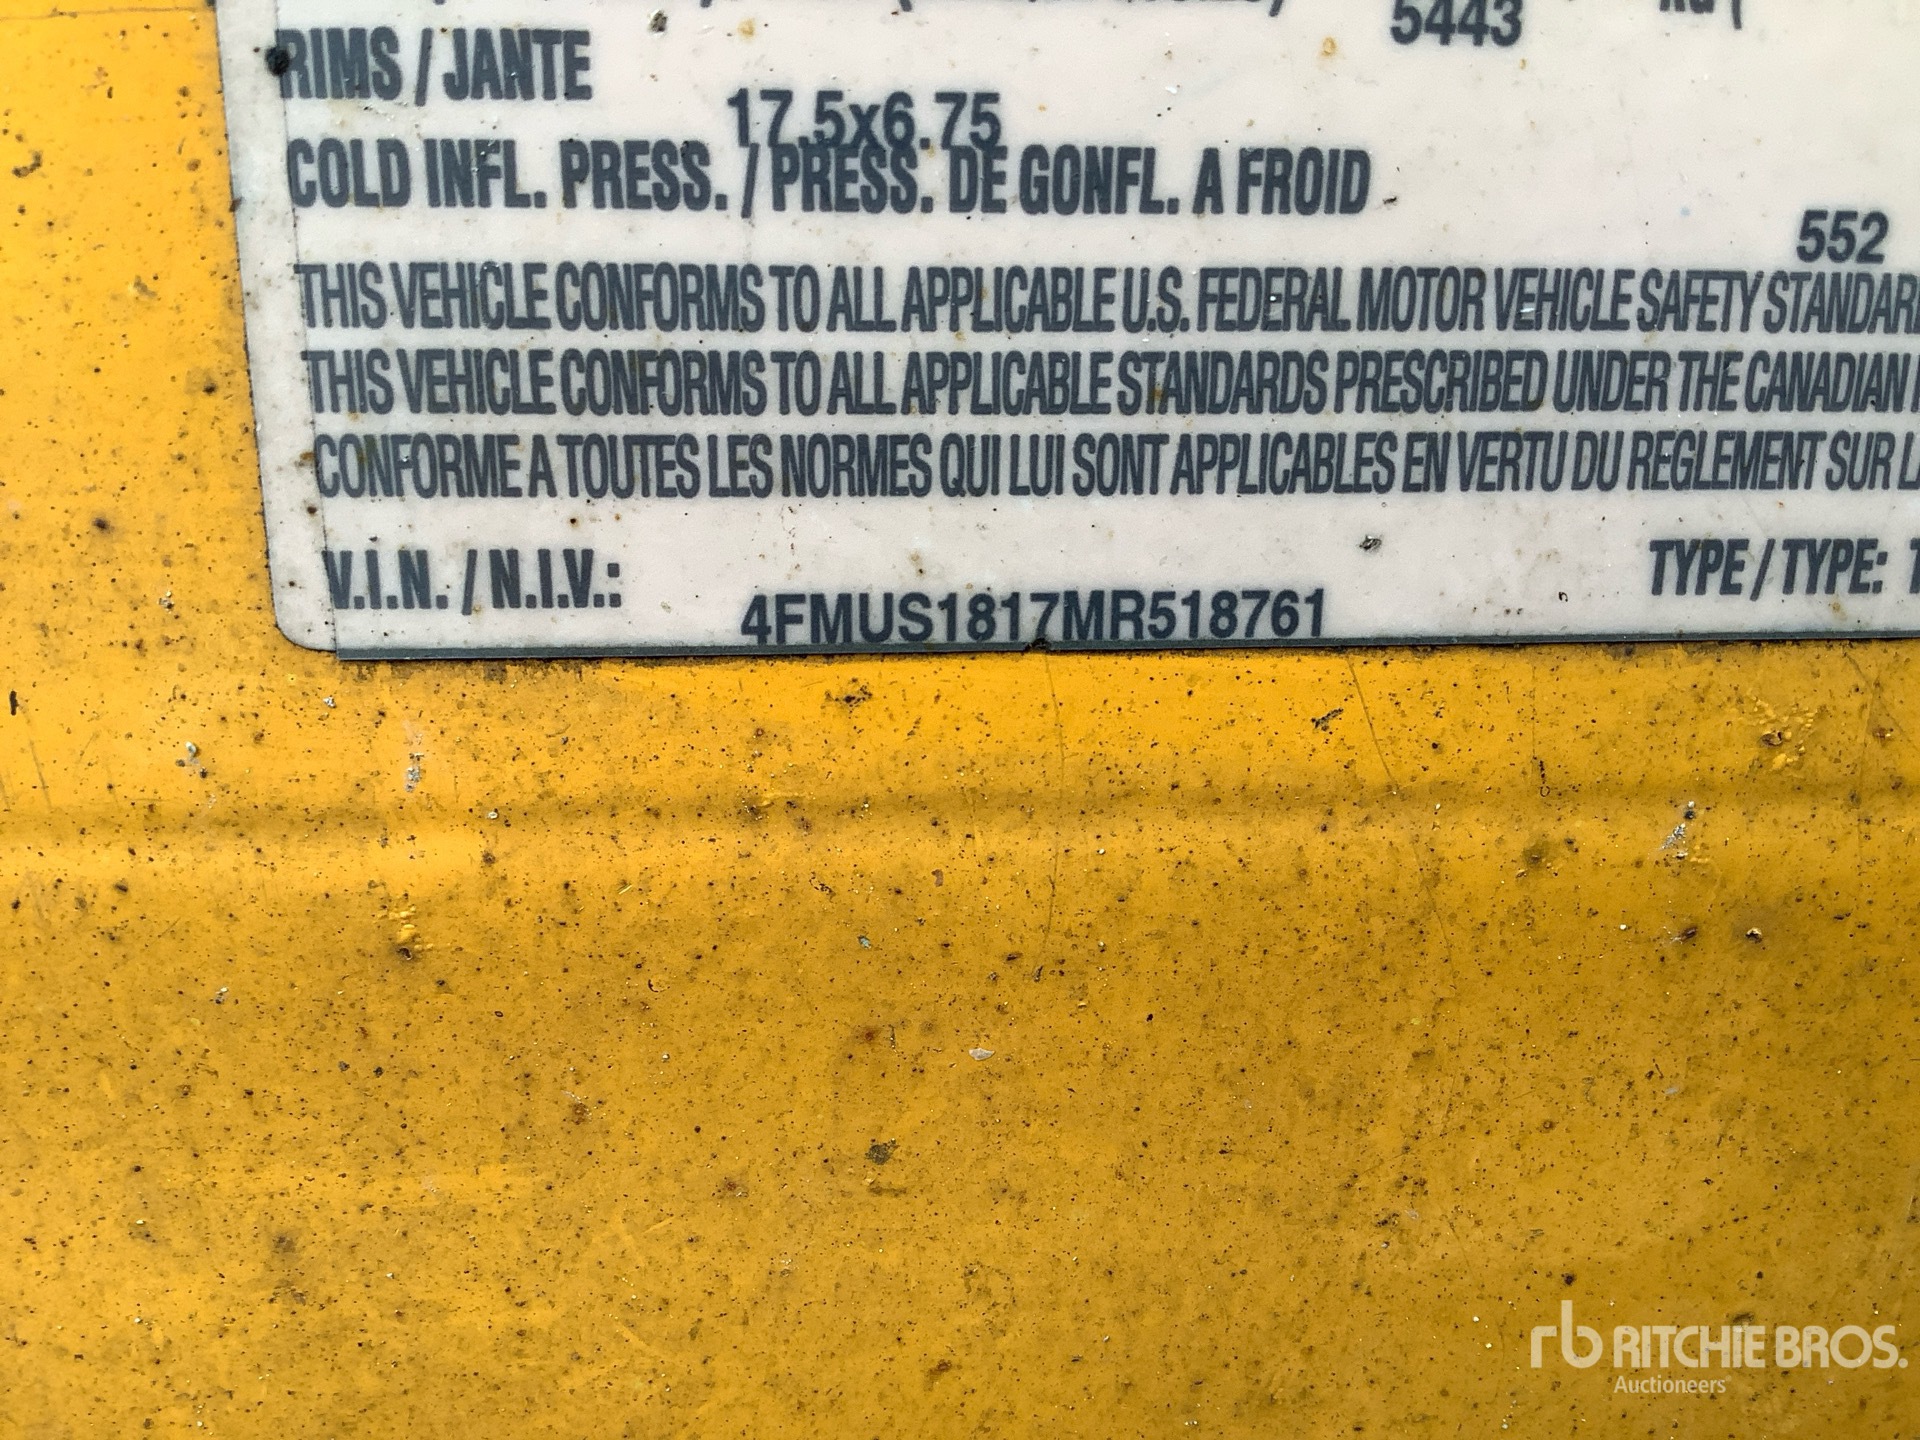 5443
RIMS / JANTE
17.5x6.75
COLD INFL. PRESS. / PRESS. DE GONFL. A FROID
552
THIS VEHICLE CONFORMS TO ALL APPLICABLE U.S. FEDERAL MOTOR VEHICLE SAFETY STANDAR
THIS VEHICLE CONFORMS TO ALL APPLICABLE STANDARDS PRESCRIBED UNDER THE CANADIAN
CONFORME A TOUTES LES NORMES QUI LUI SONT APPLICABLES EN VERTU DU REGLEMENT SUR
V.I.N. / N.I.V.: 4FMUS1817MR518761 TYPE / TYPE:
rb RITCHIE BROS.
Auctioneers